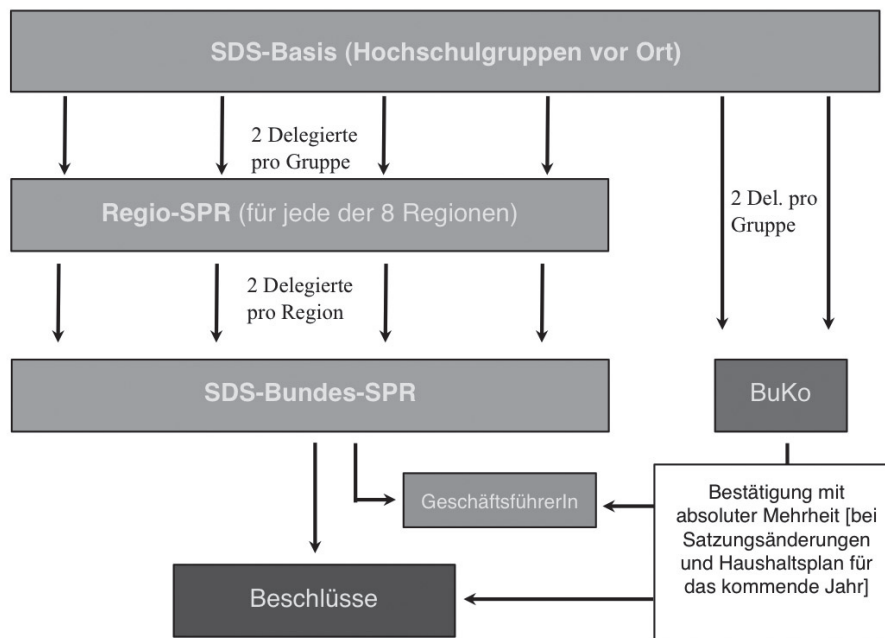 SDS-Basis (Hochschulgruppen vor Ort)
2 Delegierte
pro Gruppe
2 Del. pro
Gruppe
Regio-SPR (für jede der 8 Regionen)
2 Delegierte
pro Region
SDS-Bundes-SPR
BuKo
GeschäftsführerIn
Bestätigung mit
absoluter Mehrheit [bei
Satzungsänderungen
und Haushaltsplan für
das kommende Jahr]
Beschlüsse